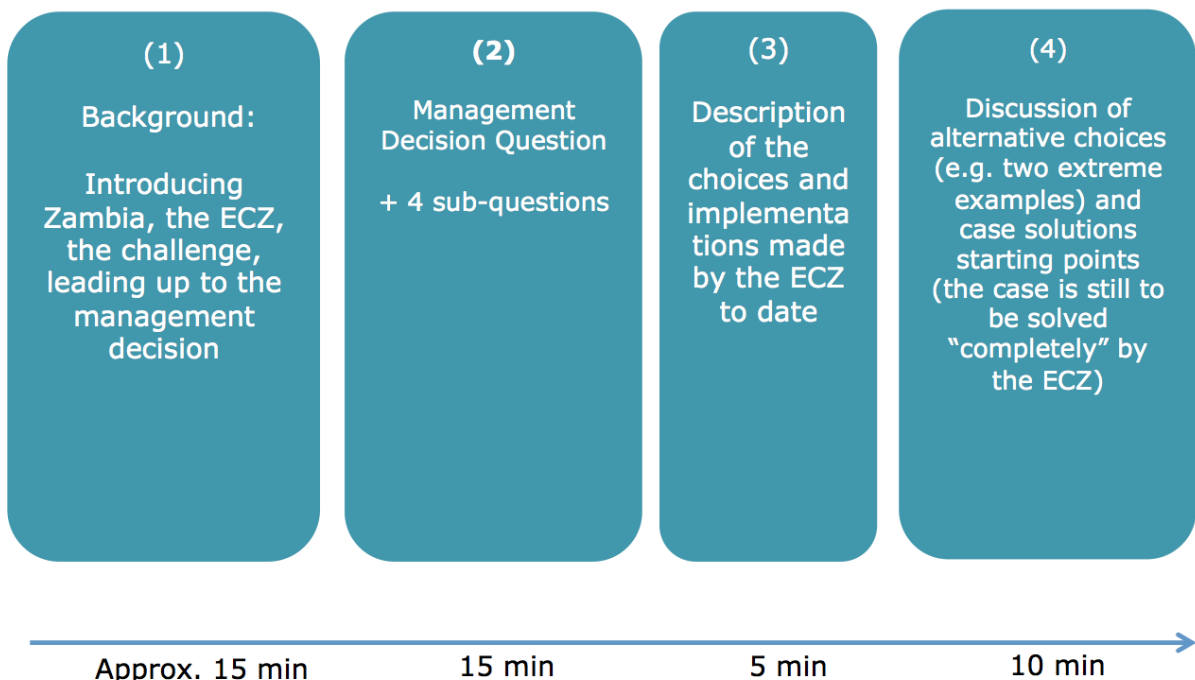 (1)
Background:
Introducing
Zambia, the ECZ,
the challenge,
leading up to the
management
decision
(2)
Management
Decision Question
+ 4 sub-questions
(3)
Description
of the
choices and
implementa
tions made
by the ECZ
to date
(4)
Discussion of
alternative choices
(e.g. two extreme
examples) and
case solutions
starting points
(the case is still to
be solved
“completely” by
the ECZ)
Approx. 15 min
15 min
5 min
10 min